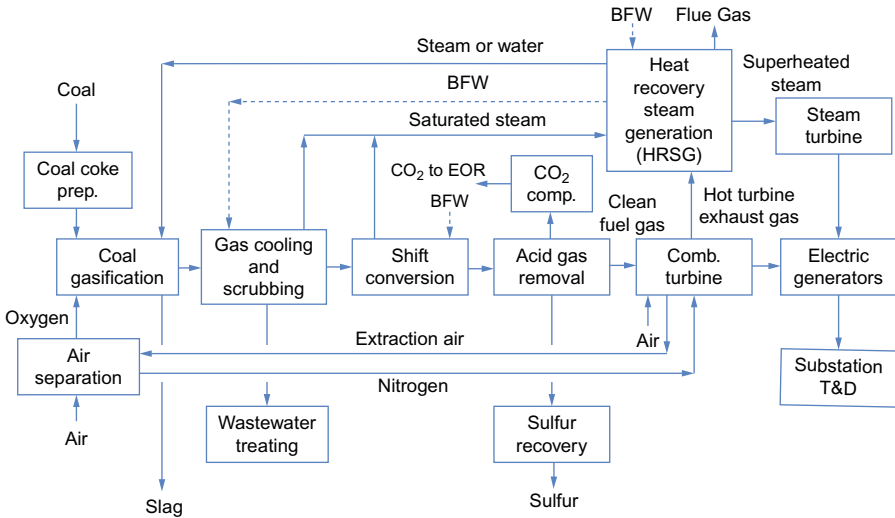 BFW
Flue Gas
Steam or water
Heat
recovery
steam
generation
(HRSG)
Superheated
steam
Coal
BFW
Steam
turbine
Saturated steam
Coal coke
prep.
CO2 to EOR
CO2
comp.
BFW
Clean
fuel gas
Hot turbine
exhaust gas
Coal
gasification
Gas cooling
and
scrubbing
Shift
conversion
Acid gas
removal
Comb.
turbine
Electric
generators
Oxygen
Extraction air
Air
Air
separation
Nitrogen
Substation
T&D
Air
Wastewater
treating
Sulfur
recovery
Slag
Sulfur